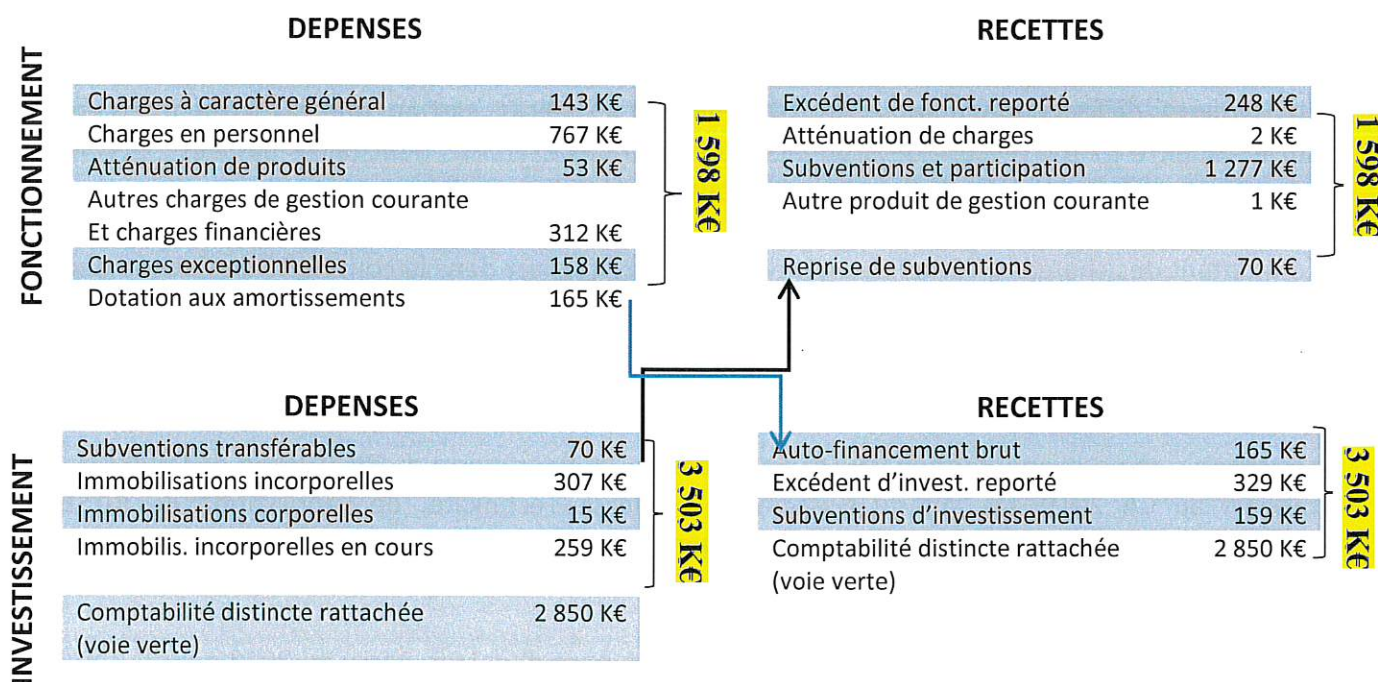 FONCTIONNEMENT
DEPENSES
Charges à caractère général 143 K€
Charges en personnel 767 K€
Atténuation de produits 53 K€
Autres charges de gestion courante
Et charges financières 312 K€
Charges exceptionnelles 158 K€
Dotation aux amortissements 165 K€
1 598 K€
RECETTES
Excédent de fonct. reporté 248 K€
Atténuation de charges 2 K€
Subventions et participation 1 277 K€
Autre produit de gestion courante 1 K€
Reprise de subventions 70 K€
1 598 K€
INVESTISSEMENT
DEPENSES
Subventions transférables 70 K€
Immobilisations incorporelles 307 K€
Immobilisations corporelles 15 K€
Immobilis. incorporelles en cours 259 K€
Comptabilité distincte rattachée 2 850 K€
(voie verte)
3 503 K€
RECETTES
Auto-financement brut 165 K€
Excédent d'invest. reporté 329 K€
Subventions d'investissement 159 K€
Comptabilité distincte rattachée 2 850 K€
(voie verte)
3 503 K€